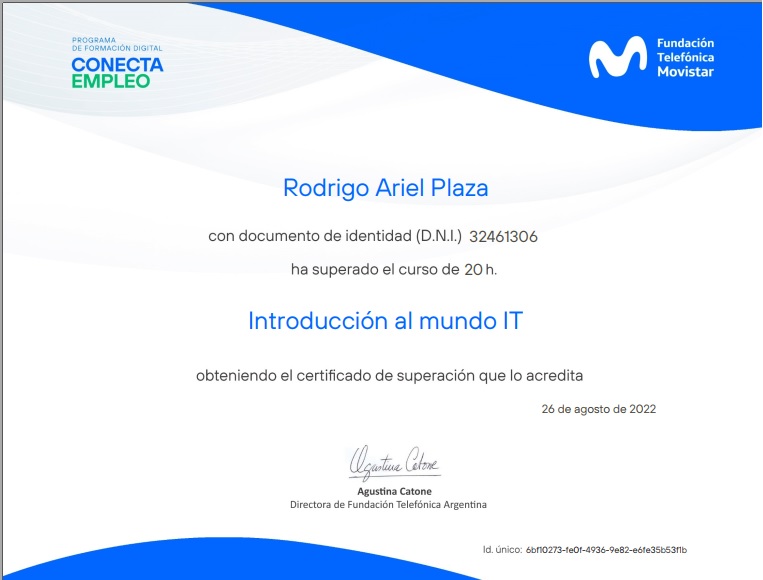 PROGRAMA
DE FORMACIÓN DIGITAL
CONECTA
EMPLEO
Fundación
Telefónica
Movistar
Rodrigo Ariel Plaza
con documento de identidad (D.N.I.) 32461306
ha superado el curso de 20 h.
Introducción al mundo IT
obteniendo el certificado de superación que lo acredita
26 de agosto de 2022
Agustina Catone
Agustina Catone
Directora de Fundación Telefónica Argentina
Id. único: 6bf10273-fe0f-4936-9e82-e6fe35b53f1b